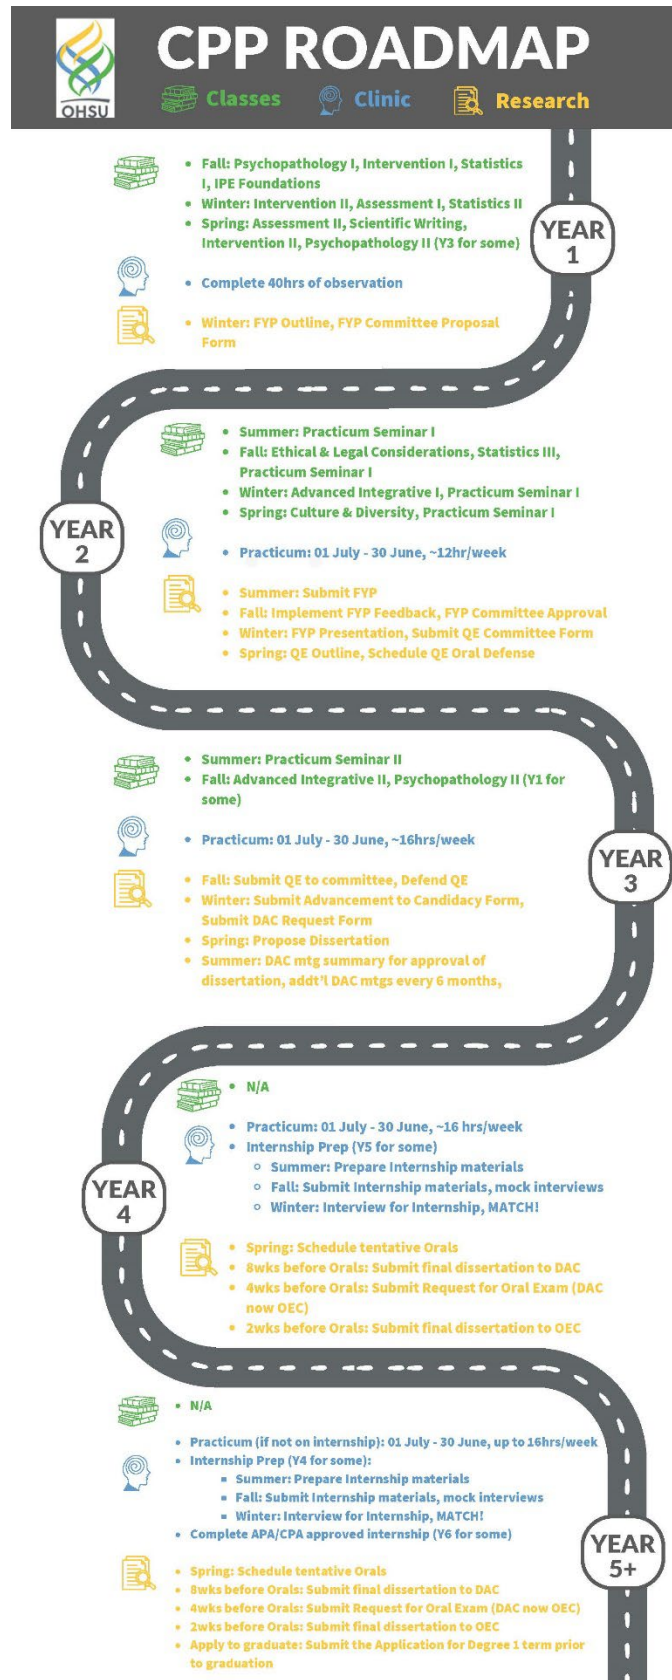 OHSU
CPP ROADMAP
Classes
Clinic
Research
YEAR
1
• Fall: Psychopathology I, Intervention I, Statistics
I, IPE Foundations
• Winter: Intervention II, Assessment I, Statistics II
• Spring: Assessment II, Scientific Writing,
Intervention II, Psychopathology II (Y3 for some)
• Complete 40hrs of observation
• Winter: FYP Outline, FYP Committee Proposal
Form
YEAR
2
• Summer: Practicum Seminar I
• Fall: Ethical & Legal Considerations, Statistics III,
Practicum Seminar I
• Winter: Advanced Integrative I, Practicum Seminar I
• Spring: Culture & Diversity, Practicum Seminar I
• Practicum: 01 July - 30 June, ~12hr/week
• Summer: Submit FYP
• Fall: Implement FYP Feedback, FYP Committee Approval
• Winter: FYP Presentation, Submit QE Committee Form
• Spring: QE Outline, Schedule QE Oral Defense
YEAR
3
• Summer: Practicum Seminar II
• Fall: Advanced Integrative II, Psychopathology II (Y1 for
some)
• Practicum: 01 July - 30 June, ~16hrs/week
• Fall: Submit QE to committee, Defend QE
• Winter: Submit Advancement to Candidacy Form,
Submit DAC Request Form
• Spring: Propose Dissertation
• Summer: DAC mtg summary for approval of
dissertation, addt'l DAC mtgs every 6 months,
YEAR
4
• N/A
• Practicum: 01 July - 30 June, ~16 hrs/week
• Internship Prep (Y5 for some)
○ Summer: Prepare Internship materials
○ Fall: Submit Internship materials, mock interviews
○ Winter: Interview for Internship, MATCH!
• Spring: Schedule tentative Orals
• 8wks before Orals: Submit final dissertation to DAC
• 4wks before Orals: Submit Request for Oral Exam (DAC
now OEC)
• 2wks before Orals: Submit final dissertation to OEC
YEAR
5+
• N/A
• Practicum (if not on internship): 01 July - 30 June, up to 16hrs/week
• Internship Prep (Y4 for some):
▪ Summer: Prepare Internship materials
▪ Fall: Submit Internship materials, mock interviews
▪ Winter: Interview for Internship, MATCH!
• Complete APA/CPA approved internship (Y6 for some)
• Spring: Schedule tentative Orals
• 8wks before Orals: Submit final dissertation to DAC
• 4wks before Orals: Submit Request for Oral Exam (DAC now OEC)
• 2wks before Orals: Submit final dissertation to OEC
• Apply to graduate: Submit the Application for Degree 1 term prior
to graduation